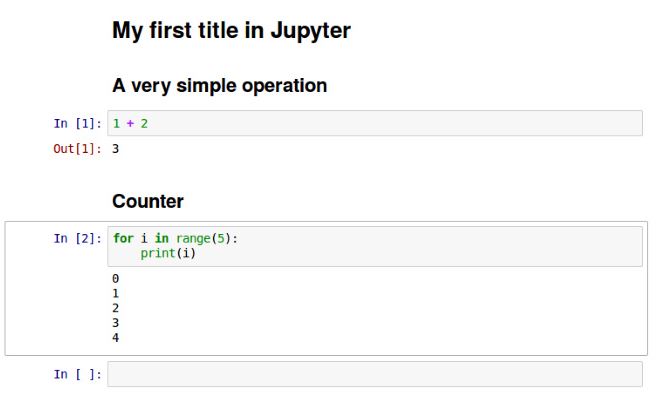 My first title in Jupyter
A very simple operation
In [1]: 1 + 2
Out[1]: 3
Counter
In [2]: for i in range(5):
    print(i)
0
1
2
3
4
In [ ]: